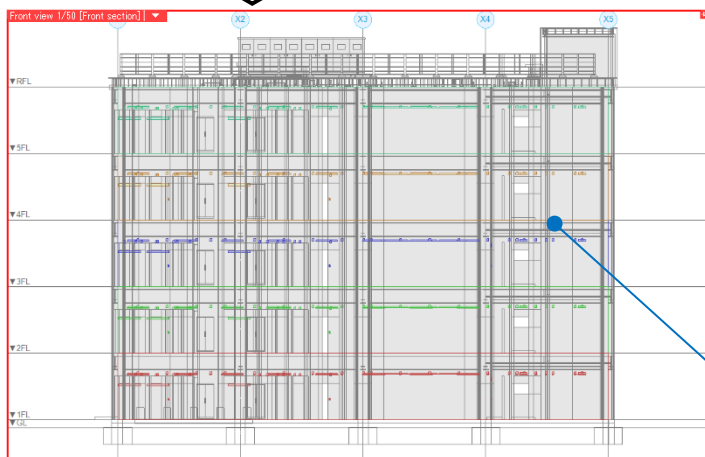 Front view 1/50 [Front section] ▼
X2 X3 X4 X5
▼RFL
▼5FL
▼4FL
▼3FL
▼2FL
▼1FL
▼GL